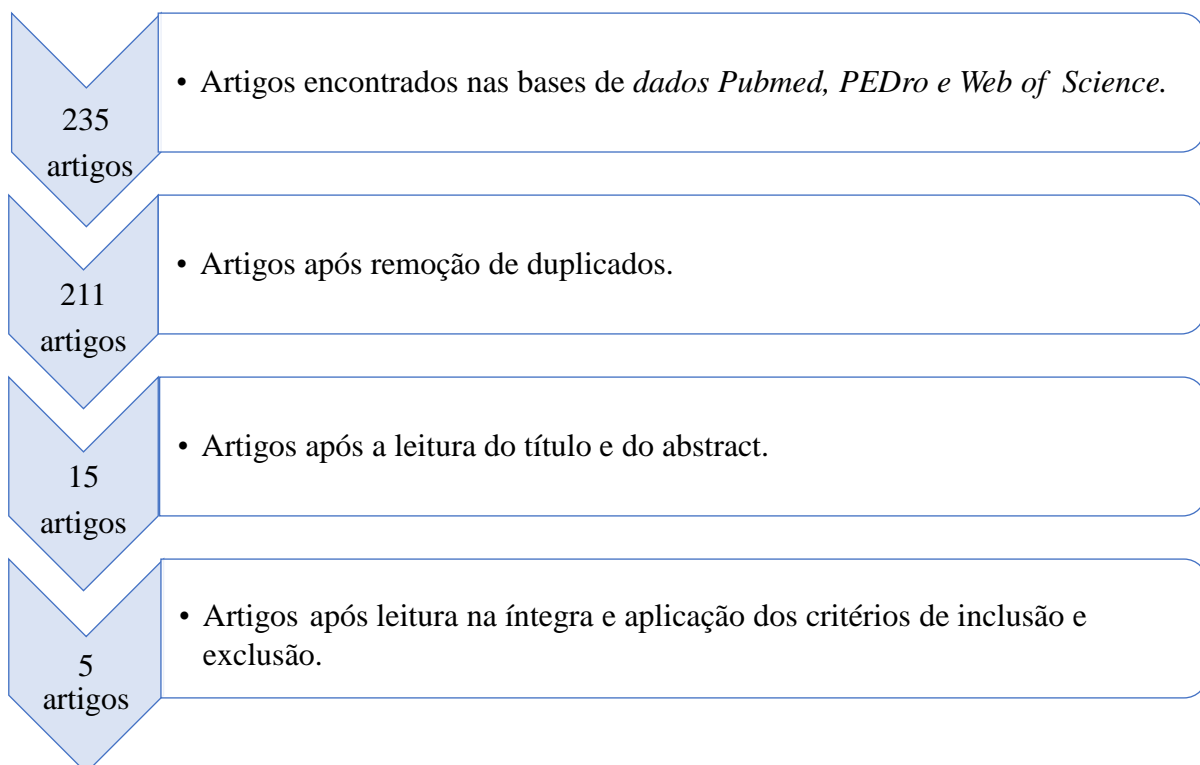 235
artigos
• Artigos encontrados nas bases de dados Pubmed, PEDro e Web of Science.
211
artigos
• Artigos após remoção de duplicados.
15
artigos
• Artigos após a leitura do título e do abstract.
5
artigos
• Artigos após leitura na íntegra e aplicação dos critérios de inclusão e
exclusão.